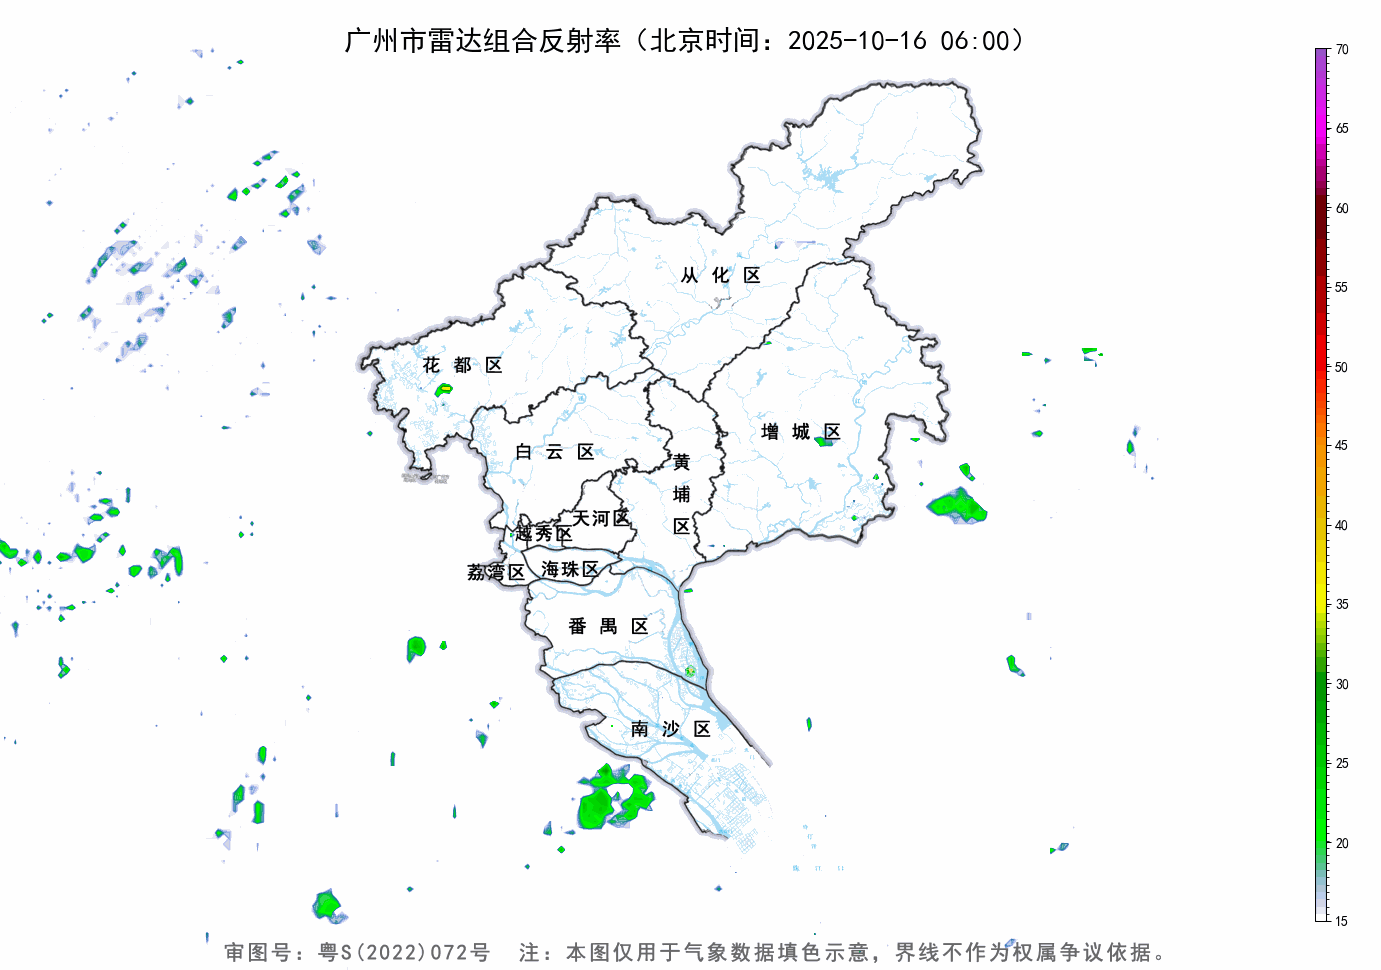 广州市雷达组合反射率（北京时间：2025-10-16 06:00）
70
65
60
55
50
45
40
35
30
25
20
15
从化区
花都区
增城区
白云区
黄埔区
天河区
越秀区
荔湾区
海珠区
番禺区
南沙区
审图号：粤S(2022)072号 注：本图仅用于气象数据填色示意，界线不作为权属争议依据。